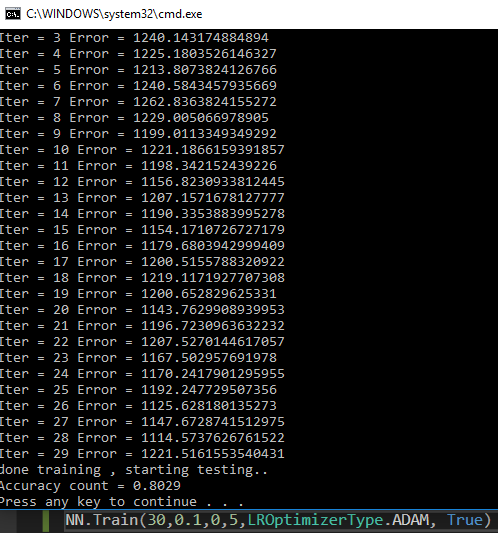 C:\WINDOWS\system32\cmd.exe
Iter = 3 Error = 1240.143174884894
Iter = 4 Error = 1225.1803526146327
Iter = 5 Error = 1213.8073824126766
Iter = 6 Error = 1240.5843457935669
Iter = 7 Error = 1262.8363824155272
Iter = 8 Error = 1229.005066978905
Iter = 9 Error = 1199.0113349349292
Iter = 10 Error = 1221.1866159391857
Iter = 11 Error = 1198.342152439226
Iter = 12 Error = 1156.8230933812445
Iter = 13 Error = 1207.1571678127777
Iter = 14 Error = 1190.3353883995278
Iter = 15 Error = 1154.1710726727179
Iter = 16 Error = 1179.6803942999409
Iter = 17 Error = 1200.5155788320922
Iter = 18 Error = 1219.1171927707308
Iter = 19 Error = 1200.652829625331
Iter = 20 Error = 1143.7629908939953
Iter = 21 Error = 1196.7230963632232
Iter = 22 Error = 1207.5270144617057
Iter = 23 Error = 1167.502957691978
Iter = 24 Error = 1170.2417901295955
Iter = 25 Error = 1192.247729507356
Iter = 26 Error = 1125.628180135273
Iter = 27 Error = 1147.6728741512975
Iter = 28 Error = 1114.5737626761522
Iter = 29 Error = 1221.5161553540431
done training , starting testing..
Accuracy count = 0.8029
Press any key to continue . . .
NN.Train(30,0.1,0,5,LROptimizerType.ADAM, True)